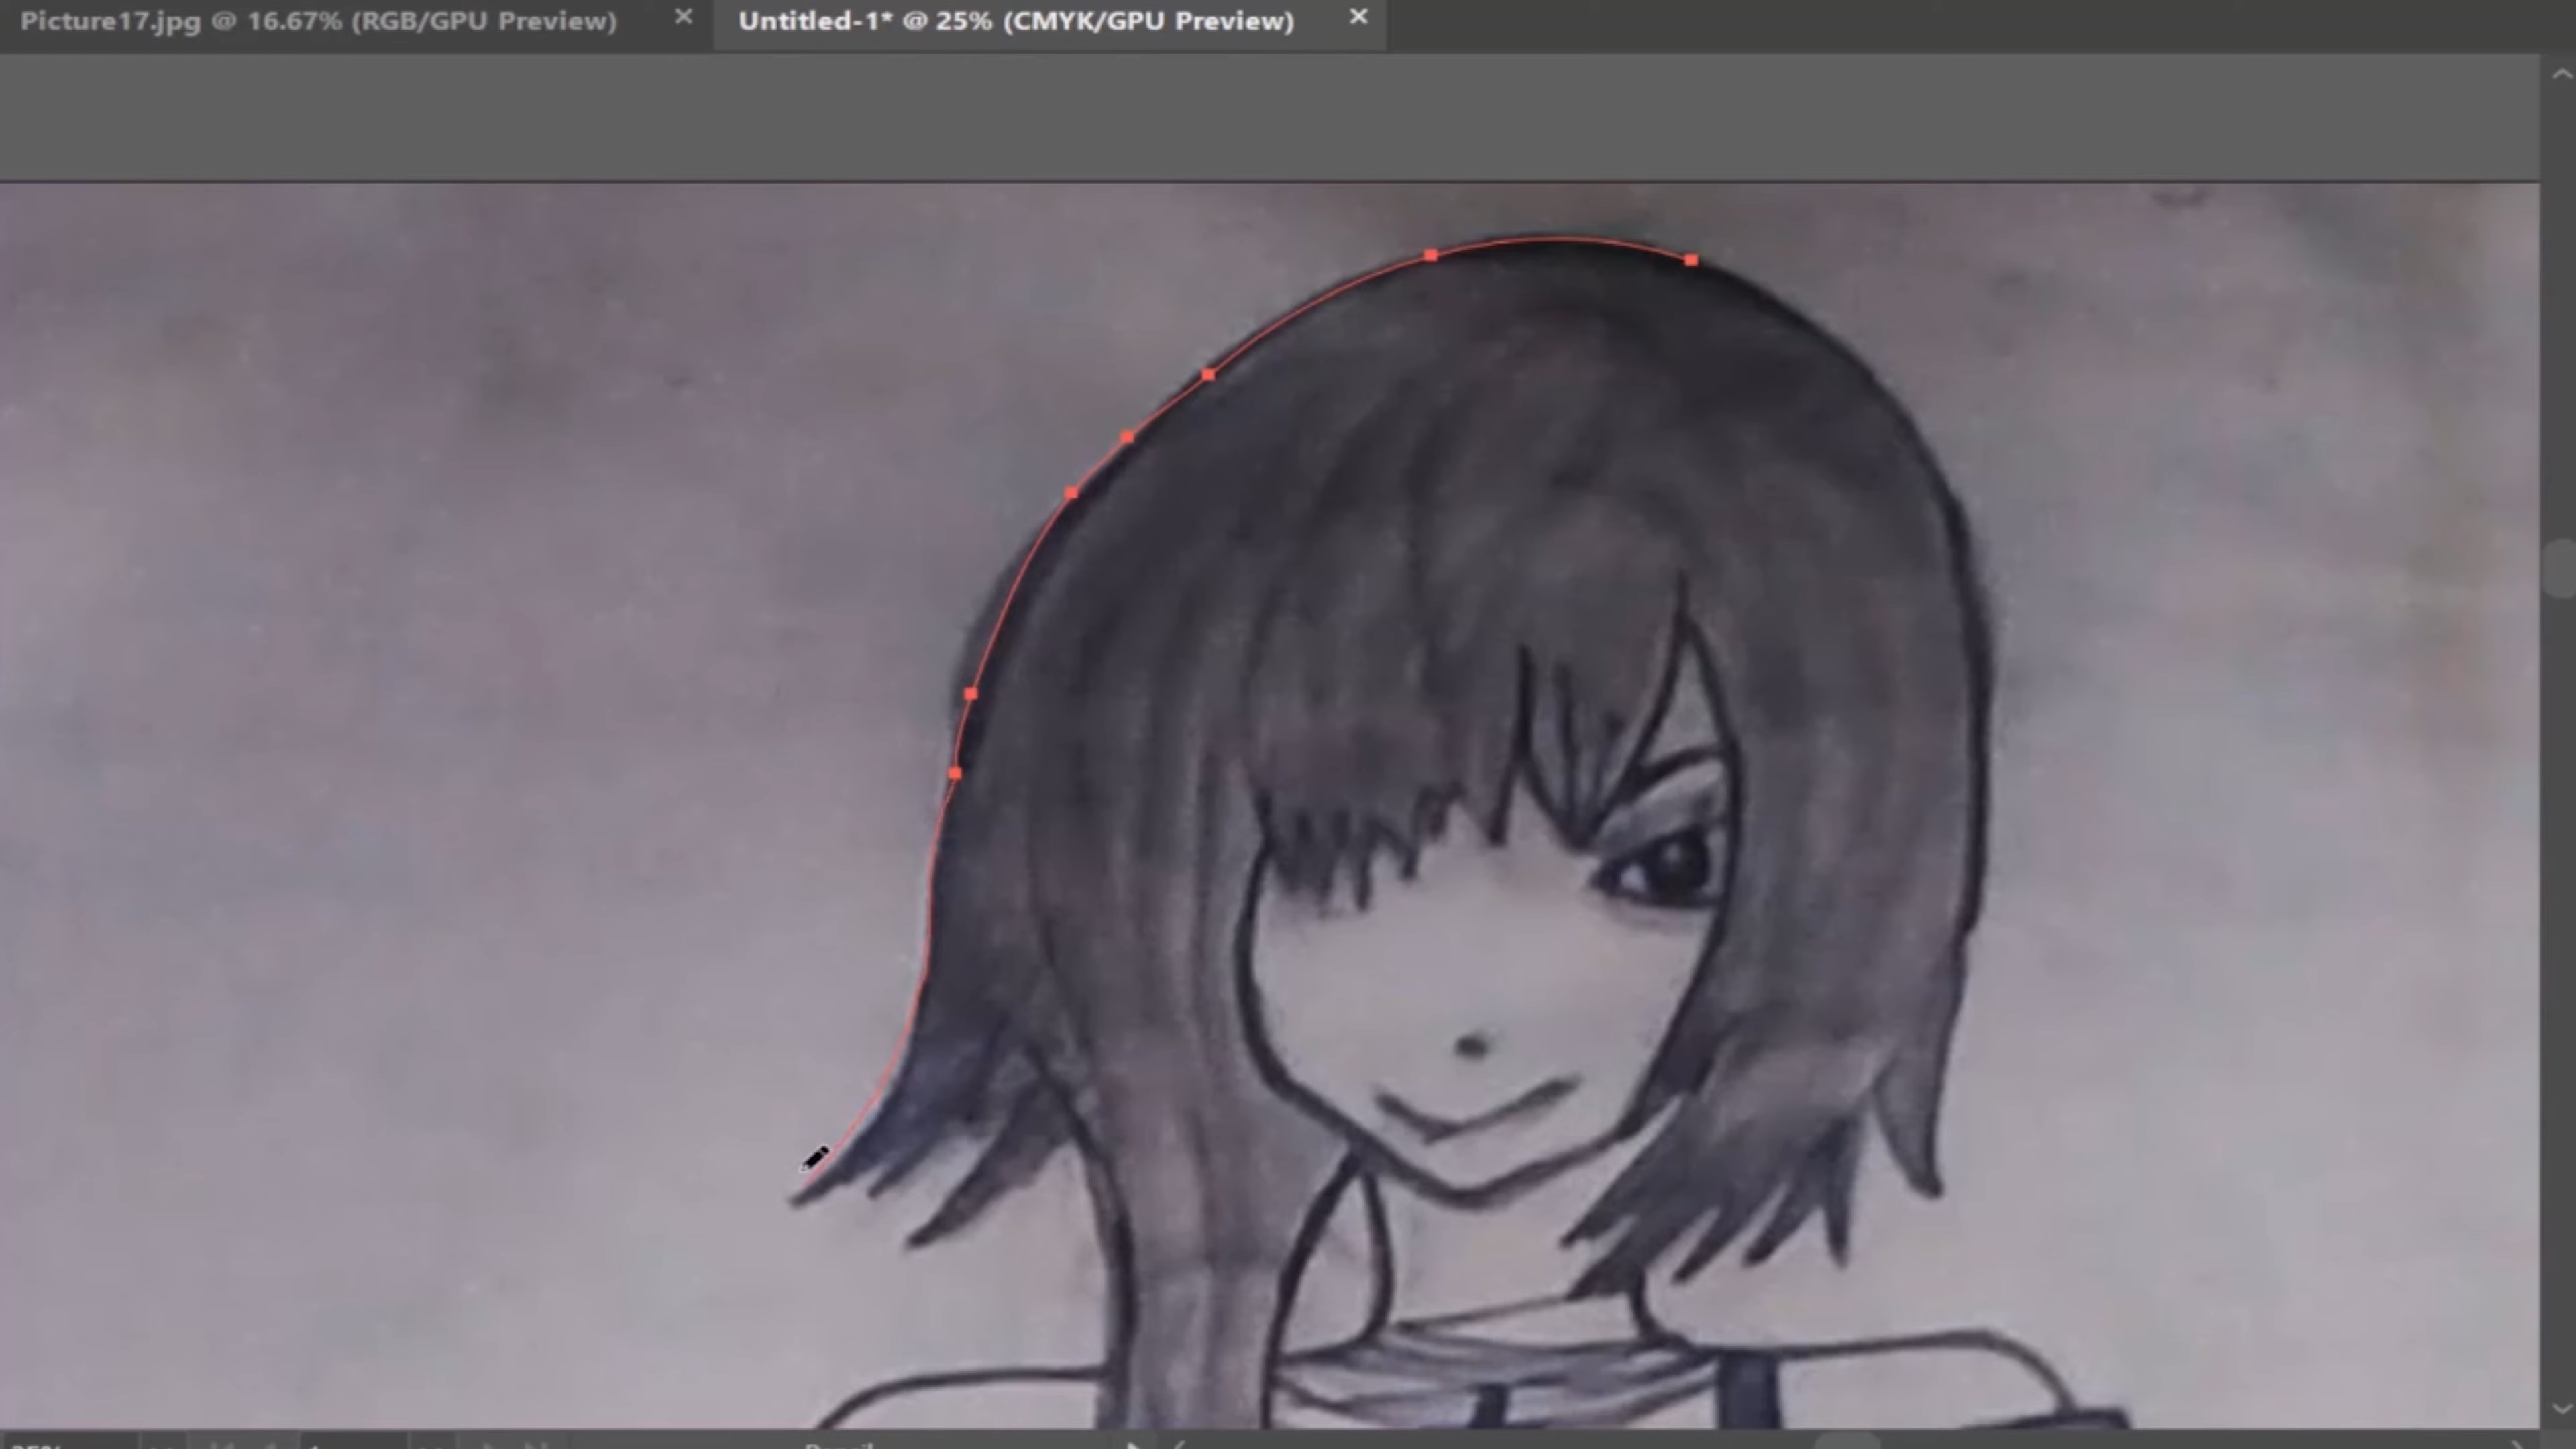 Picture17.jpg @ 16.67% (RGB/GPU Preview) ×
Untitled-1* @ 25% (CMYK/GPU Preview) ×